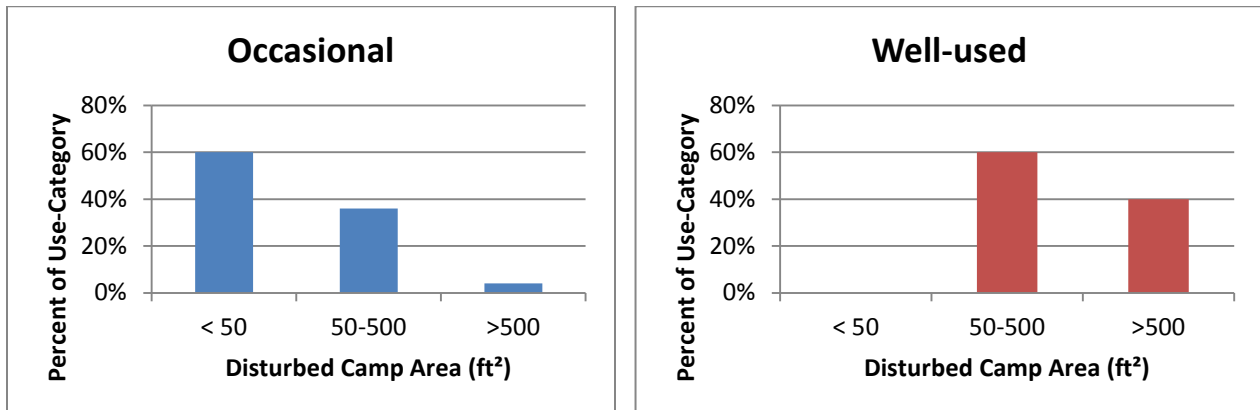 Occasional
Percent of Use-Category
80%
60%
40%
20%
0%
< 50
50-500
>500
Disturbed Camp Area (ft²)
Well-used
Percent of Use-Category
80%
60%
40%
20%
0%
< 50
50-500
>500
Disturbed Camp Area (ft²)